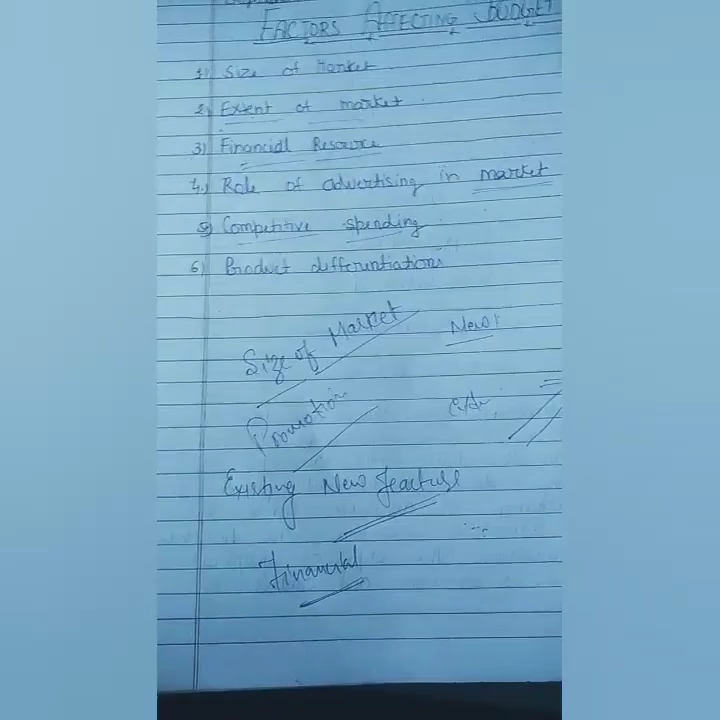 FACTORS AFFECTING BUDGET
1) Size of Market
2) Extent of market
3) Financial Resource
4) Role of advertising in market
5) Competitive spending
6) Product differentiation
Size of Market
New
Promotion
Existing New feacture
Financial